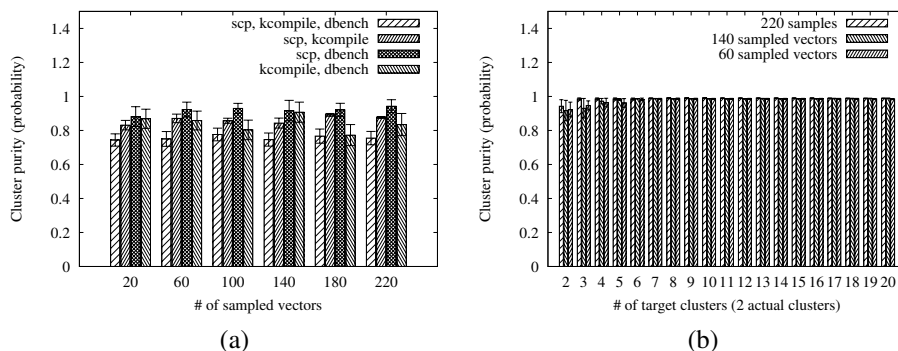 scp, kcompile, dbench
scp, kcompile
scp, dbench
kcompile, dbench
Cluster purity (probability)
1.4
1.2
1
0.8
0.6
0.4
0.2
0
20 60 100 140 180 220
# of sampled vectors
(a)
220 samples
140 sampled vectors
60 sampled vectors
Cluster purity (probability)
1.4
1.2
1
0.8
0.6
0.4
0.2
0
2 3 4 5 6 7 8 9 10 11 12 13 14 15 16 17 18 19 20
# of target clusters (2 actual clusters)
(b)